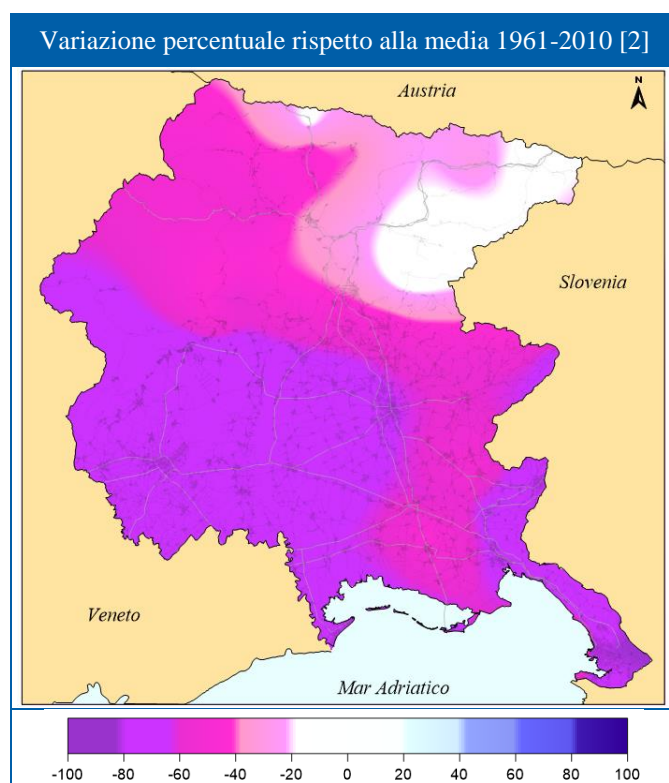 Variazione percentuale rispetto alla media 1961-2010 [2]
Austria
N
Slovenia
Veneto
Mar Adriatico
-100 -80 -60 -40 -20 0 20 40 60 80 100